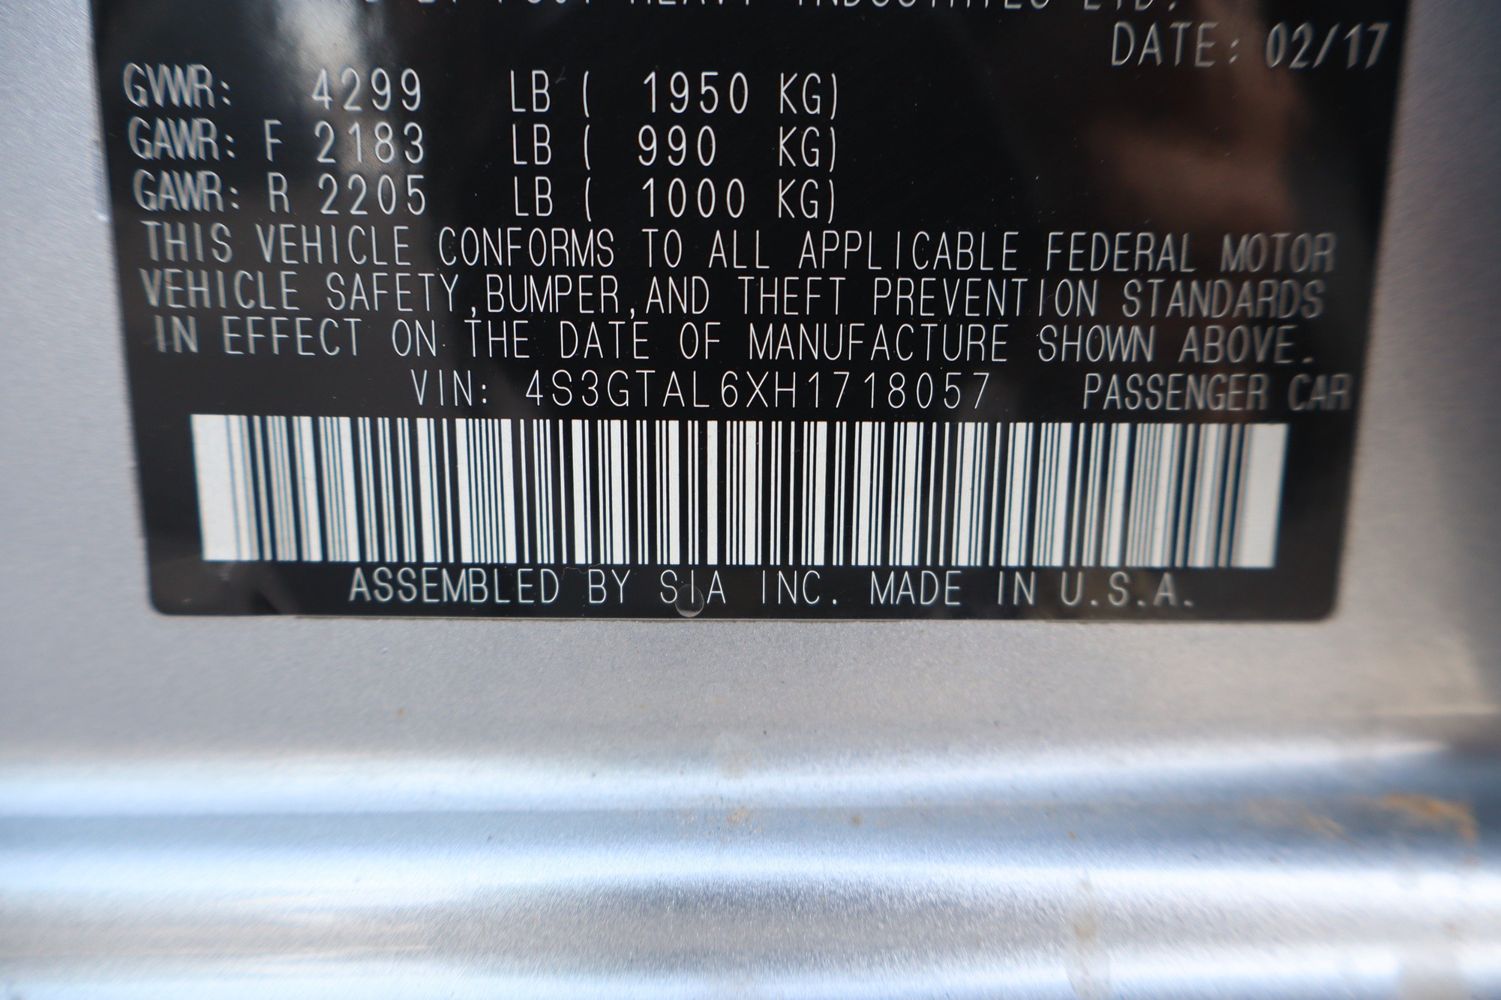 DATE: 02/17
GVWR: 4299 LB ( 1950 KG)
GAWR: F 2183 LB ( 990 KG)
GAWR: R 2205 LB ( 1000 KG)
THIS VEHICLE CONFORMS TO ALL APPLICABLE FEDERAL MOTOR
VEHICLE SAFETY,BUMPER,AND THEFT PREVENTION STANDARDS
IN EFFECT ON THE DATE OF MANUFACTURE SHOWN ABOVE.
VIN: 4S3GTAL6XH1718057 PASSENGER CAR
ASSEMBLED BY SIA INC. MADE IN U.S.A.